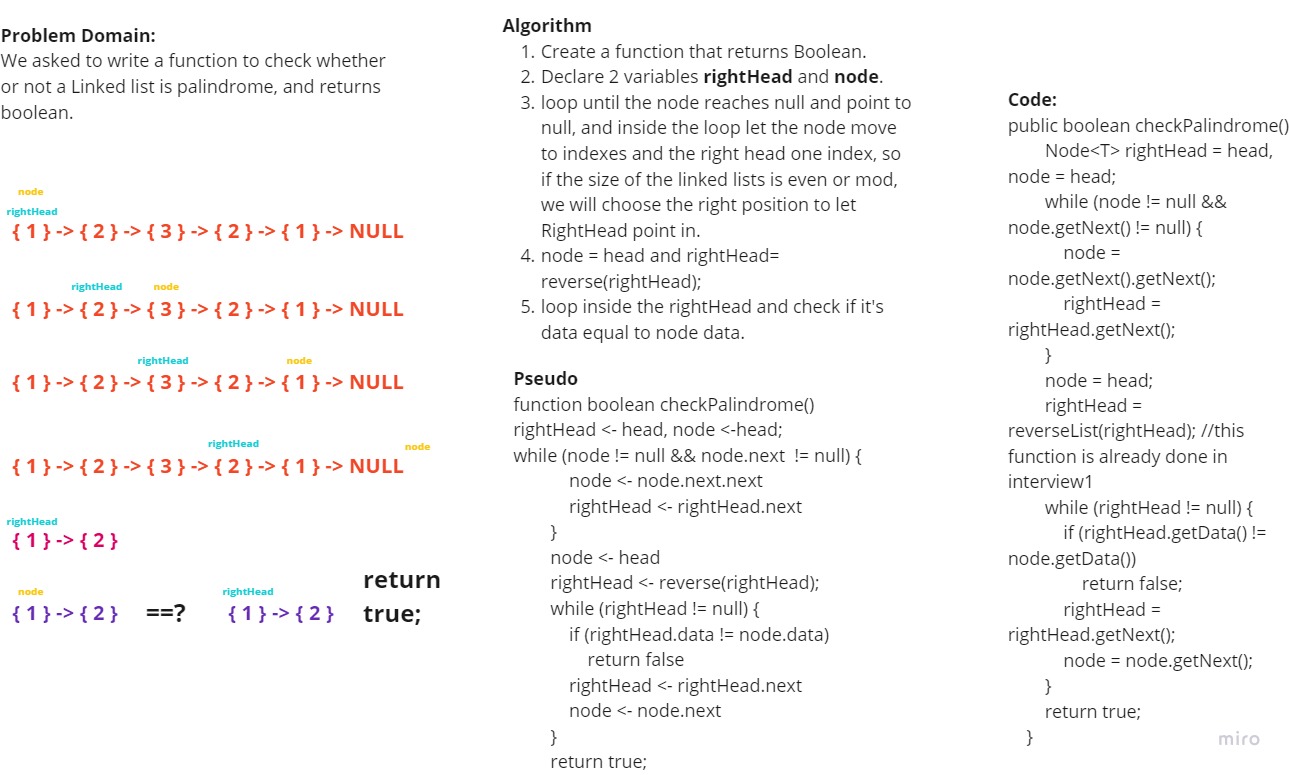 Problem Domain:
We asked to write a function to check whether
or not a Linked list is palindrome, and returns
boolean.
node
rightHead
{ 1 } -> { 2 } -> { 3 } -> { 2 } -> { 1 } -> NULL
rightHead node
{ 1 } -> { 2 } -> { 3 } -> { 2 } -> { 1 } -> NULL
rightHead node
{ 1 } -> { 2 } -> { 3 } -> { 2 } -> { 1 } -> NULL
rightHead node
{ 1 } -> { 2 } -> { 3 } -> { 2 } -> { 1 } -> NULL
rightHead
{ 1 } -> { 2 }
node rightHead
{ 1 } -> { 2 } ==? { 1 } -> { 2 }
return
true;
Algorithm
1. Create a function that returns Boolean.
2. Declare 2 variables rightHead and node.
3. loop until the node reaches null and point to
null, and inside the loop let the node move
to indexes and the right head one index, so
if the size of the linked lists is even or mod,
we will choose the right position to let
RightHead point in.
4. node = head and rightHead=
reverse(rightHead);
5. loop inside the rightHead and check if it's
data equal to node data.
Pseudo
function boolean checkPalindrome()
rightHead <- head, node <-head;
while (node != null && node.next != null) {
node <- node.next.next
rightHead <- rightHead.next
}
node <- head
rightHead <- reverse(rightHead);
while (rightHead != null) {
if (rightHead.data != node.data)
return false
rightHead <- rightHead.next
node <- node.next
}
return true;
Code:
public boolean checkPalindrome()
Node<T> rightHead = head,
node = head;
while (node != null &&
node.getNext() != null) {
node =
node.getNext().getNext();
rightHead =
rightHead.getNext();
}
node = head;
rightHead =
reverseList(rightHead); //this
function is already done in
interview1
while (rightHead != null) {
if (rightHead.getData() !=
node.getData())
return false;
rightHead =
rightHead.getNext();
node = node.getNext();
}
return true;
}
miro